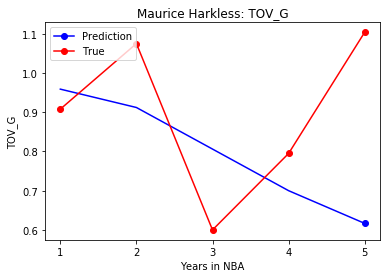 Maurice Harkless: TOV_G
Prediction
True
TOV_G
1.1
1.0
0.9
0.8
0.7
0.6
1 2 3 4 5
Years in NBA